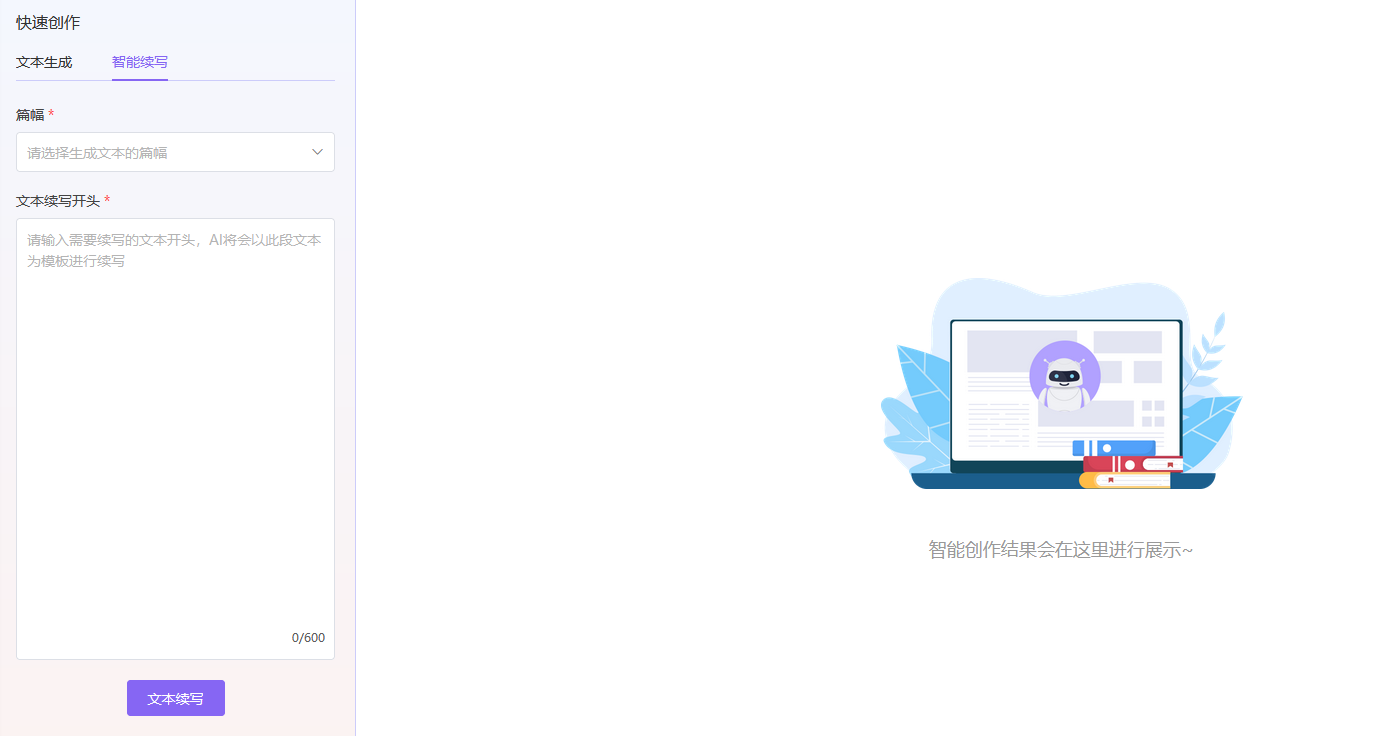 快速创作
文本生成
智能续写
篇幅 *
请选择生成文本的篇幅
文本续写开头 *
请输入需要续写的文本开头，AI将会以此段文本
为模板进行续写
0/600
文本续写
智能创作结果会在这里进行展示~